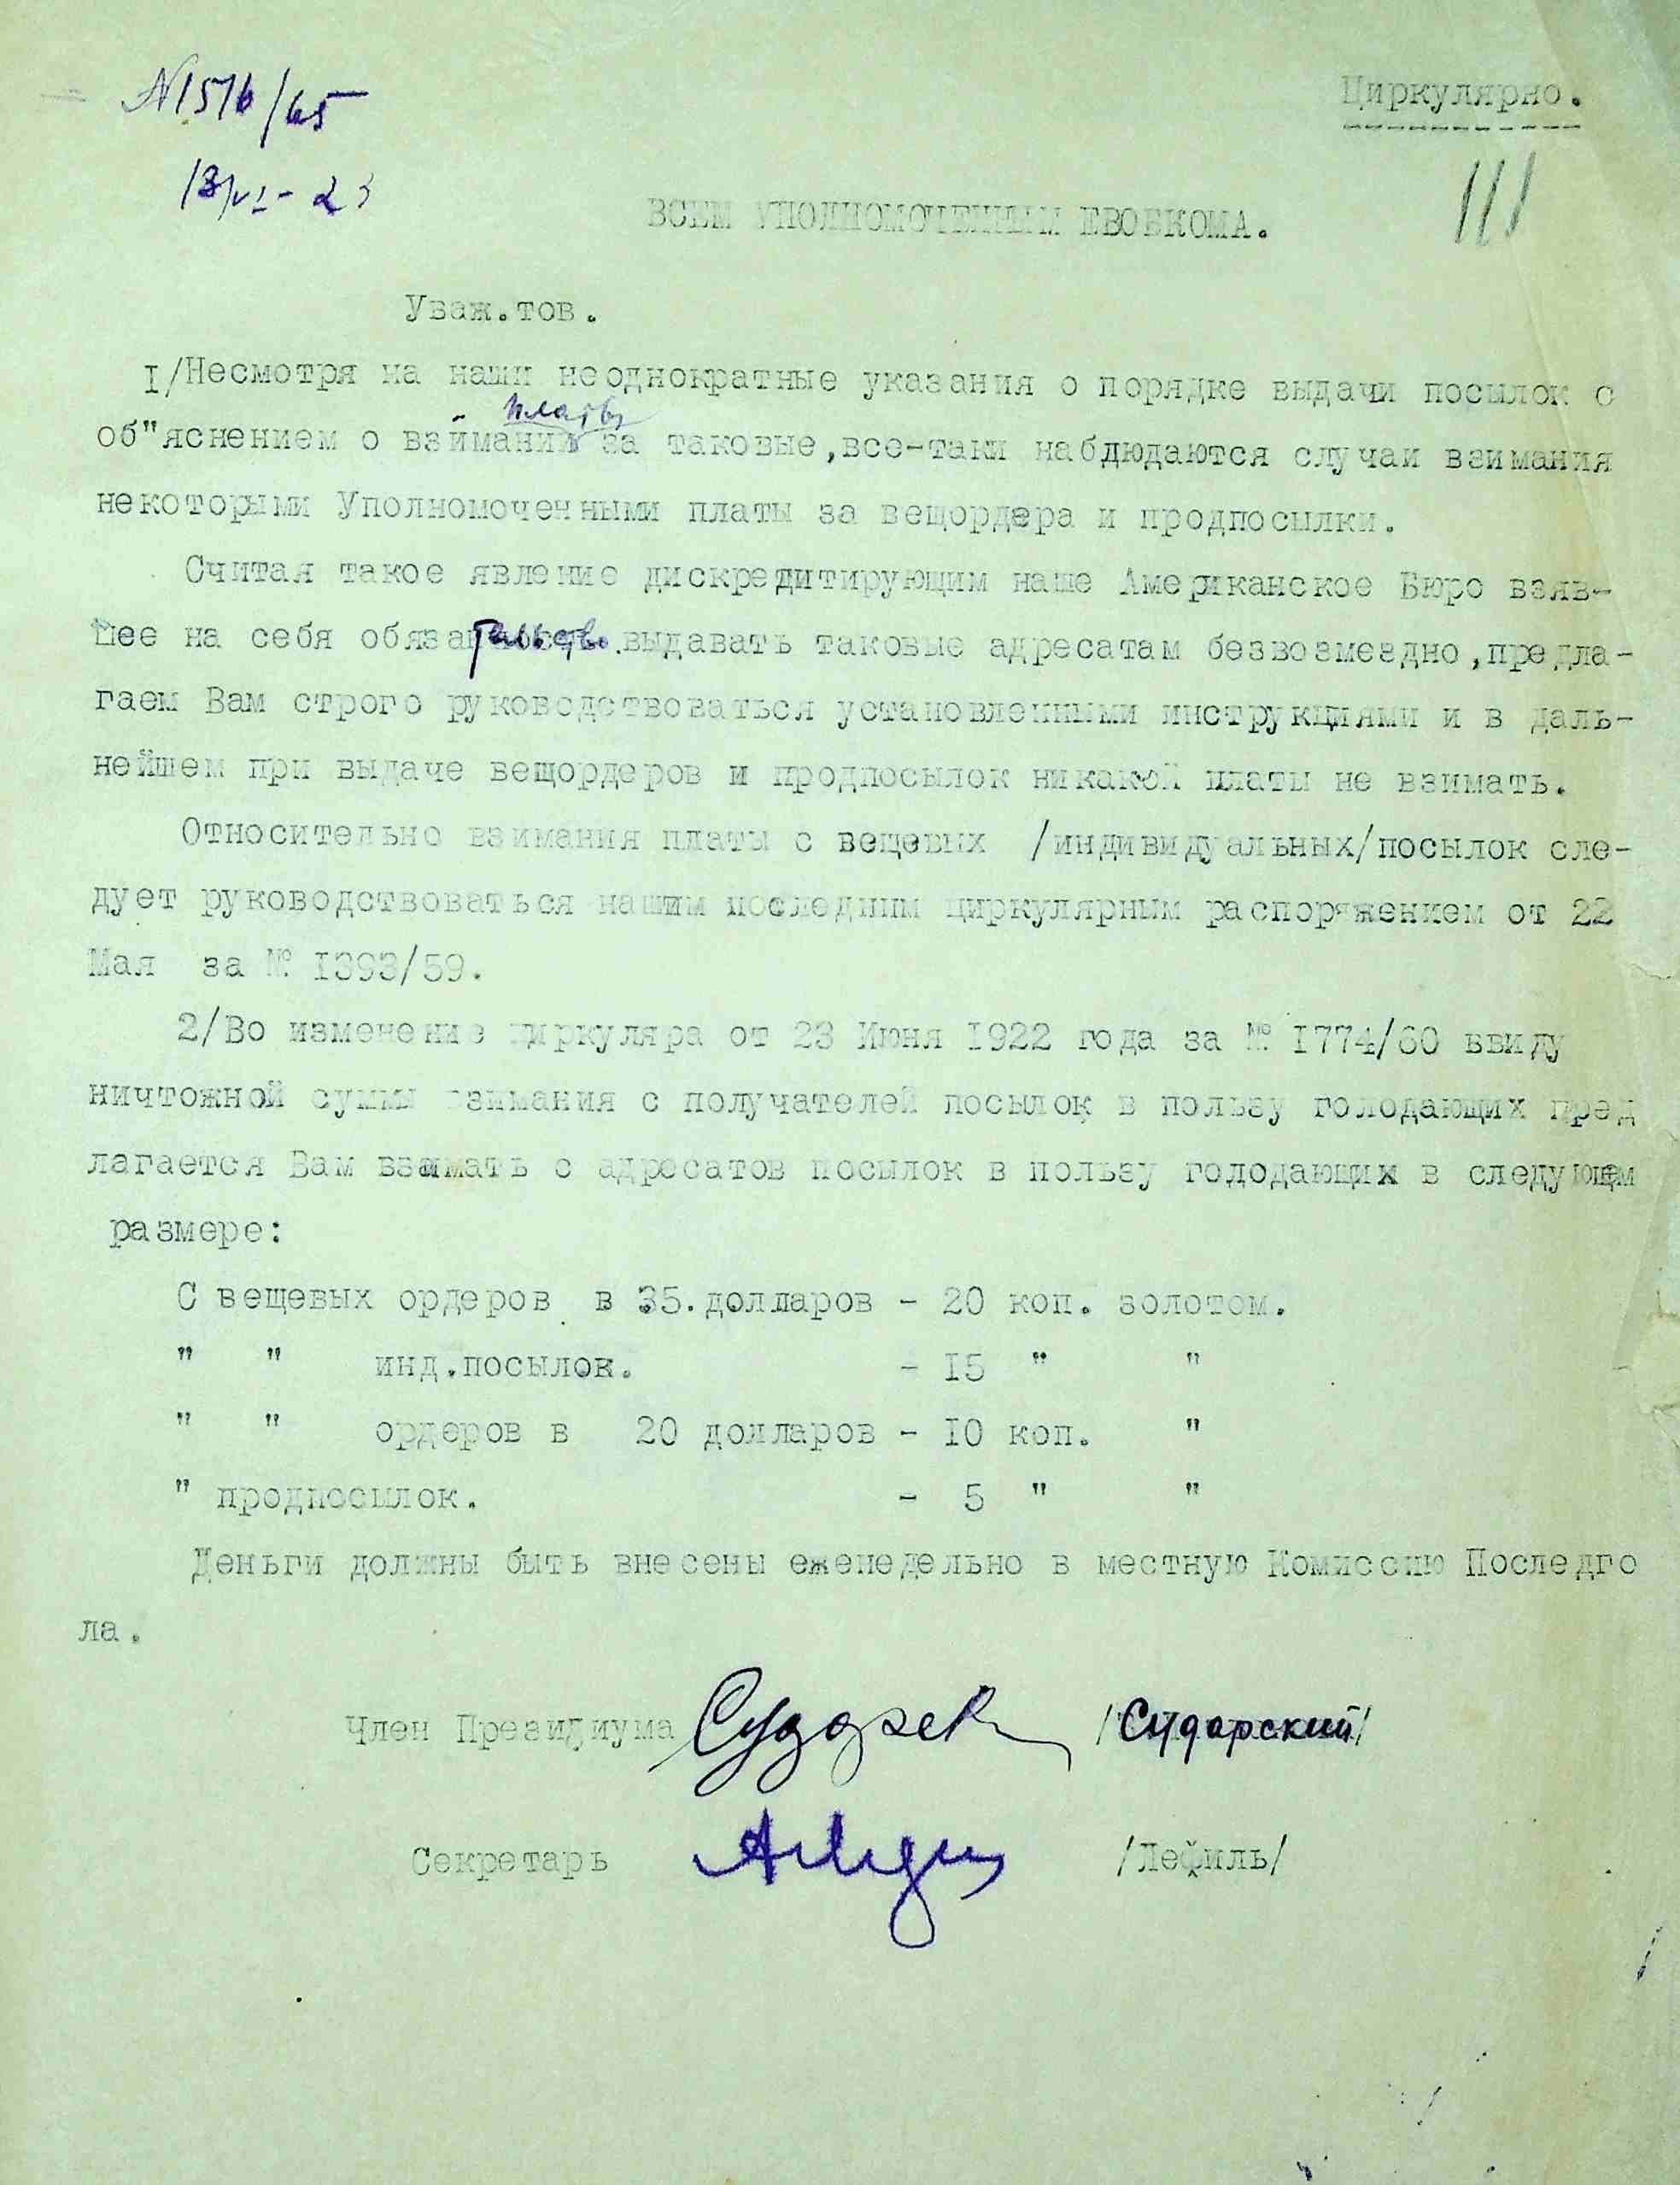 N1516/65
Циркулярно.
13/VI-23
111
ВСЕМ УПОЛНОМОЧЕННЫМ ЕВОБКОМА.
Уваж.тов.
I/Несмотря на наши неоднократные указания о порядке выдачи посылок с
платы
об"яснением о взимании за таковые,все-таки наблюдаются случаи взимания
некоторыми Уполномоченными платы за вещордера и продпосылки.
Считая такое явление дискредитирующим наше Американское Бюро взяв-
шее на себя обязательство выдавать таковые адресатам безвозмездно,предла-
гаем Вам строго руководствоваться установленными инструкциями и в даль-
нейшем при выдаче вещордеров и продпосылок никакой платы не взимать.
Относительно взимания платы с вещевых /индивидуальных/посылок сле-
дует руководствоваться нашим последним циркулярным распоряжением от 22
Мая за № I393/59.
2/Во изменение циркуляра от 23 Июня I922 года за № I774/60 ввиду
ничтожной суммы взимания с получателей посылок в пользу голодающих пред
лагается Вам взимать с адресатов посылок в пользу голодающих в следующем
размере:
С вещевых ордеров в 35.долларов - 20 коп. золотом.
" " инд.посылок. - I5 " "
" " ордеров в 20 долларов - I0 коп. "
" продпосылок. - 5 " "
Деньги должны быть внесены еженедельно в местную Комиссию Последго
ла.
Член Президиума /Сударский/
Секретарь /Лефиль/